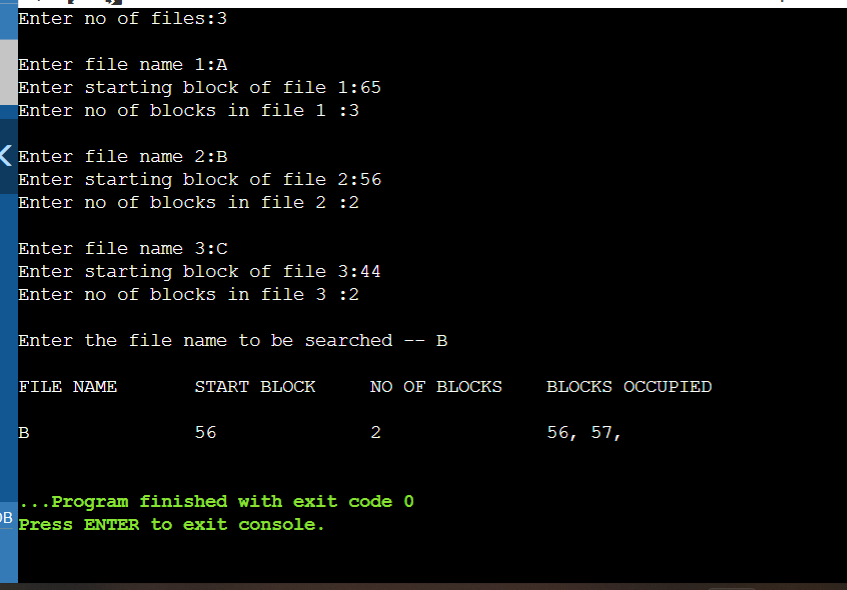 Enter no of files:3
Enter file name 1:A
Enter starting block of file 1:65
Enter no of blocks in file 1 :3
Enter file name 2:B
Enter starting block of file 2:56
Enter no of blocks in file 2 :2
Enter file name 3:C
Enter starting block of file 3:44
Enter no of blocks in file 3 :2
Enter the file name to be searched -- B
FILE NAME       START BLOCK     NO OF BLOCKS    BLOCKS OCCUPIED
B               56              2               56, 57,
...Program finished with exit code 0
Press ENTER to exit console.